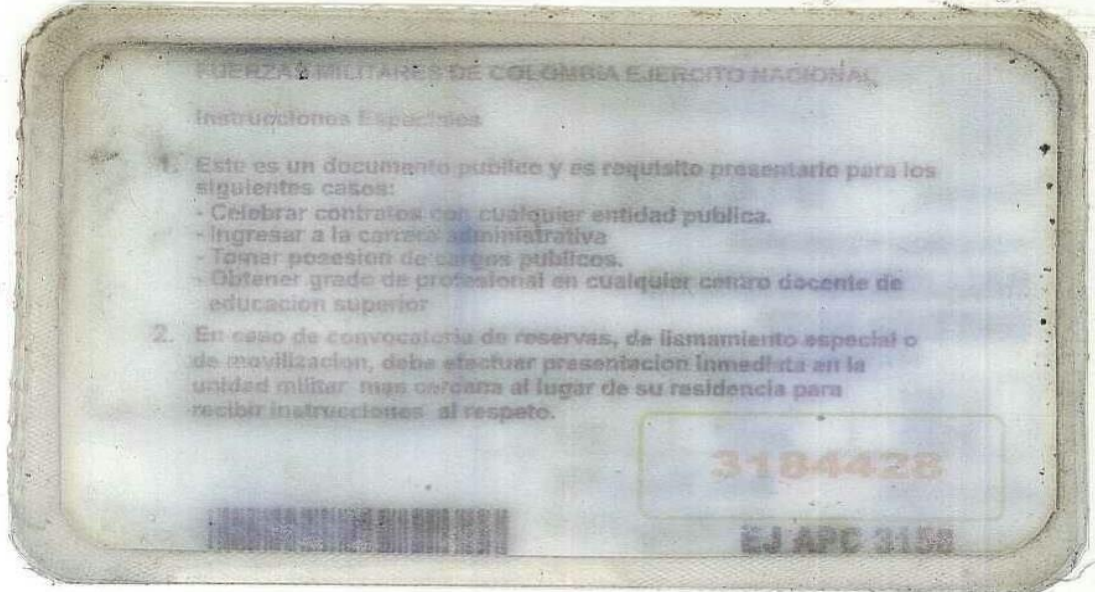 FUERZAS MILITARES DE COLOMBIA EJERCITO NACIONAL
Instrucciones Especiales
1. Este es un documento publico y es requisito presentarlo para los
siguientes casos:
- Celebrar contratos con cualquier entidad publica.
- Ingresar a la carrera administrativa
- Tomar posesion de cargos publicos.
- Obtener grado de profesional en cualquier centro docente de
educacion superior
2. En caso de convocatoria de reservas, de llamamiento especial o
de movilizacion, debe efectuar presentacion inmediata en la
unidad militar mas cercana al lugar de su residencia para
recibir instrucciones al respeto.
3184428
EJ APC 3158